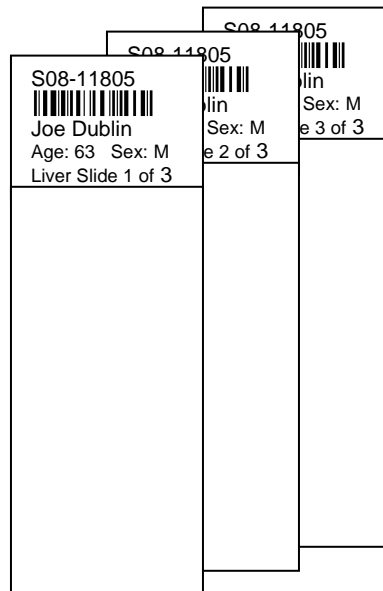 S08-11805
Joe Dublin
Age: 63 Sex: M
Liver Slide 1 of 3
S08-11805
lin
Sex: M
e 2 of 3
S08-11805
lin
Sex: M
e 3 of 3